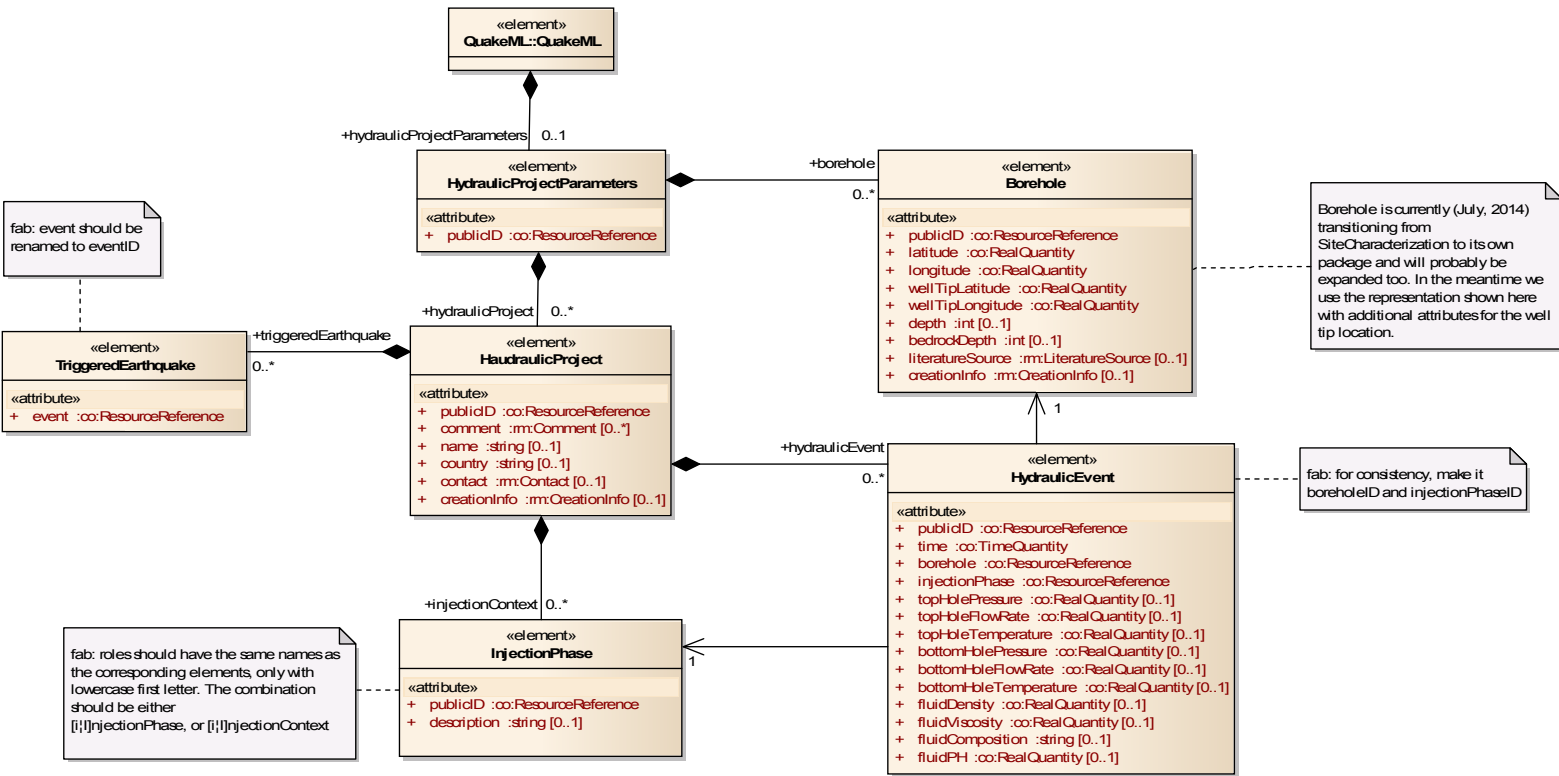 «element»
QuakeML::QuakeML
+hydraulicProjectParameters 0..1
«element»
HydraulicProjectParameters
«attribute»
+ publicID :co:ResourceReference
+borehole
0..*
«element»
Borehole
«attribute»
+ publicID :co:ResourceReference
+ latitude :co:RealQuantity
+ longitude :co:RealQuantity
+ wellTipLatitude :co:RealQuantity
+ wellTipLongitude :co:RealQuantity
+ depth :int [0..1]
+ bedrockDepth :int [0..1]
+ literatureSource :rm:LiteratureSource [0..1]
+ creationInfo :rm:CreationInfo [0..1]
Borehole is currently (July, 2014)
transitioning from
SiteCharacterization to its own
package and will probably be
expanded too. In the meantime we
use the representation shown here
with additional attributes for the well
tip location.
fab: event should be
renamed to eventID
+hydraulicProject 0..*
+triggeredEarthquake
0..*
«element»
TriggeredEarthquake
«attribute»
+ event :co:ResourceReference
«element»
HaudraulicProject
«attribute»
+ publicID :co:ResourceReference
+ comment :rm:Comment [0..*]
+ name :string [0..1]
+ country :string [0..1]
+ contact :rm:Contact [0..1]
+ creationInfo :rm:CreationInfo [0..1]
1
+hydraulicEvent
0..*
«element»
HydraulicEvent
«attribute»
+ publicID :co:ResourceReference
+ time :co:TimeQuantity
+ borehole :co:ResourceReference
+ injectionPhase :co:ResourceReference
+ topHolePressure :co:RealQuantity [0..1]
+ topHoleFlowRate :co:RealQuantity [0..1]
+ topHoleTemperature :co:RealQuantity [0..1]
+ bottomHolePressure :co:RealQuantity [0..1]
+ bottomHoleFlowRate :co:RealQuantity [0..1]
+ bottomHoleTemperature :co:RealQuantity [0..1]
+ fluidDensity :co:RealQuantity [0..1]
+ fluidViscosity :co:RealQuantity [0..1]
+ fluidComposition :string [0..1]
+ fluidPH :co:RealQuantity [0..1]
fab: for consistency, make it
boreholeID and injectionPhaseID
+injectionContext 0..*
1
«element»
InjectionPhase
«attribute»
+ publicID :co:ResourceReference
+ description :string [0..1]
fab: roles should have the same names as
the corresponding elements, only with
lowercase first letter. The combination
should be either
[i¦I]njectionPhase, or [i¦I]njectionContext